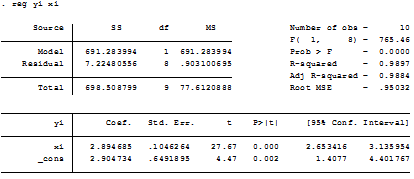 . reg yi xi
Source SS df MS Number of obs = 10
F( 1, 8) = 765.46
Model 691.283994 1 691.283994 Prob > F = 0.0000
Residual 7.22480556 8 .903100695 R-squared = 0.9897
Adj R-squared = 0.9884
Total 698.508799 9 77.6120888 Root MSE = .95032
yi Coef. Std. Err. t P>|t| [95% Conf. Interval]
xi 2.894685 .1046264 27.67 0.000 2.653416 3.135954
_cons 2.904734 .6491895 4.47 0.002 1.4077 4.401767